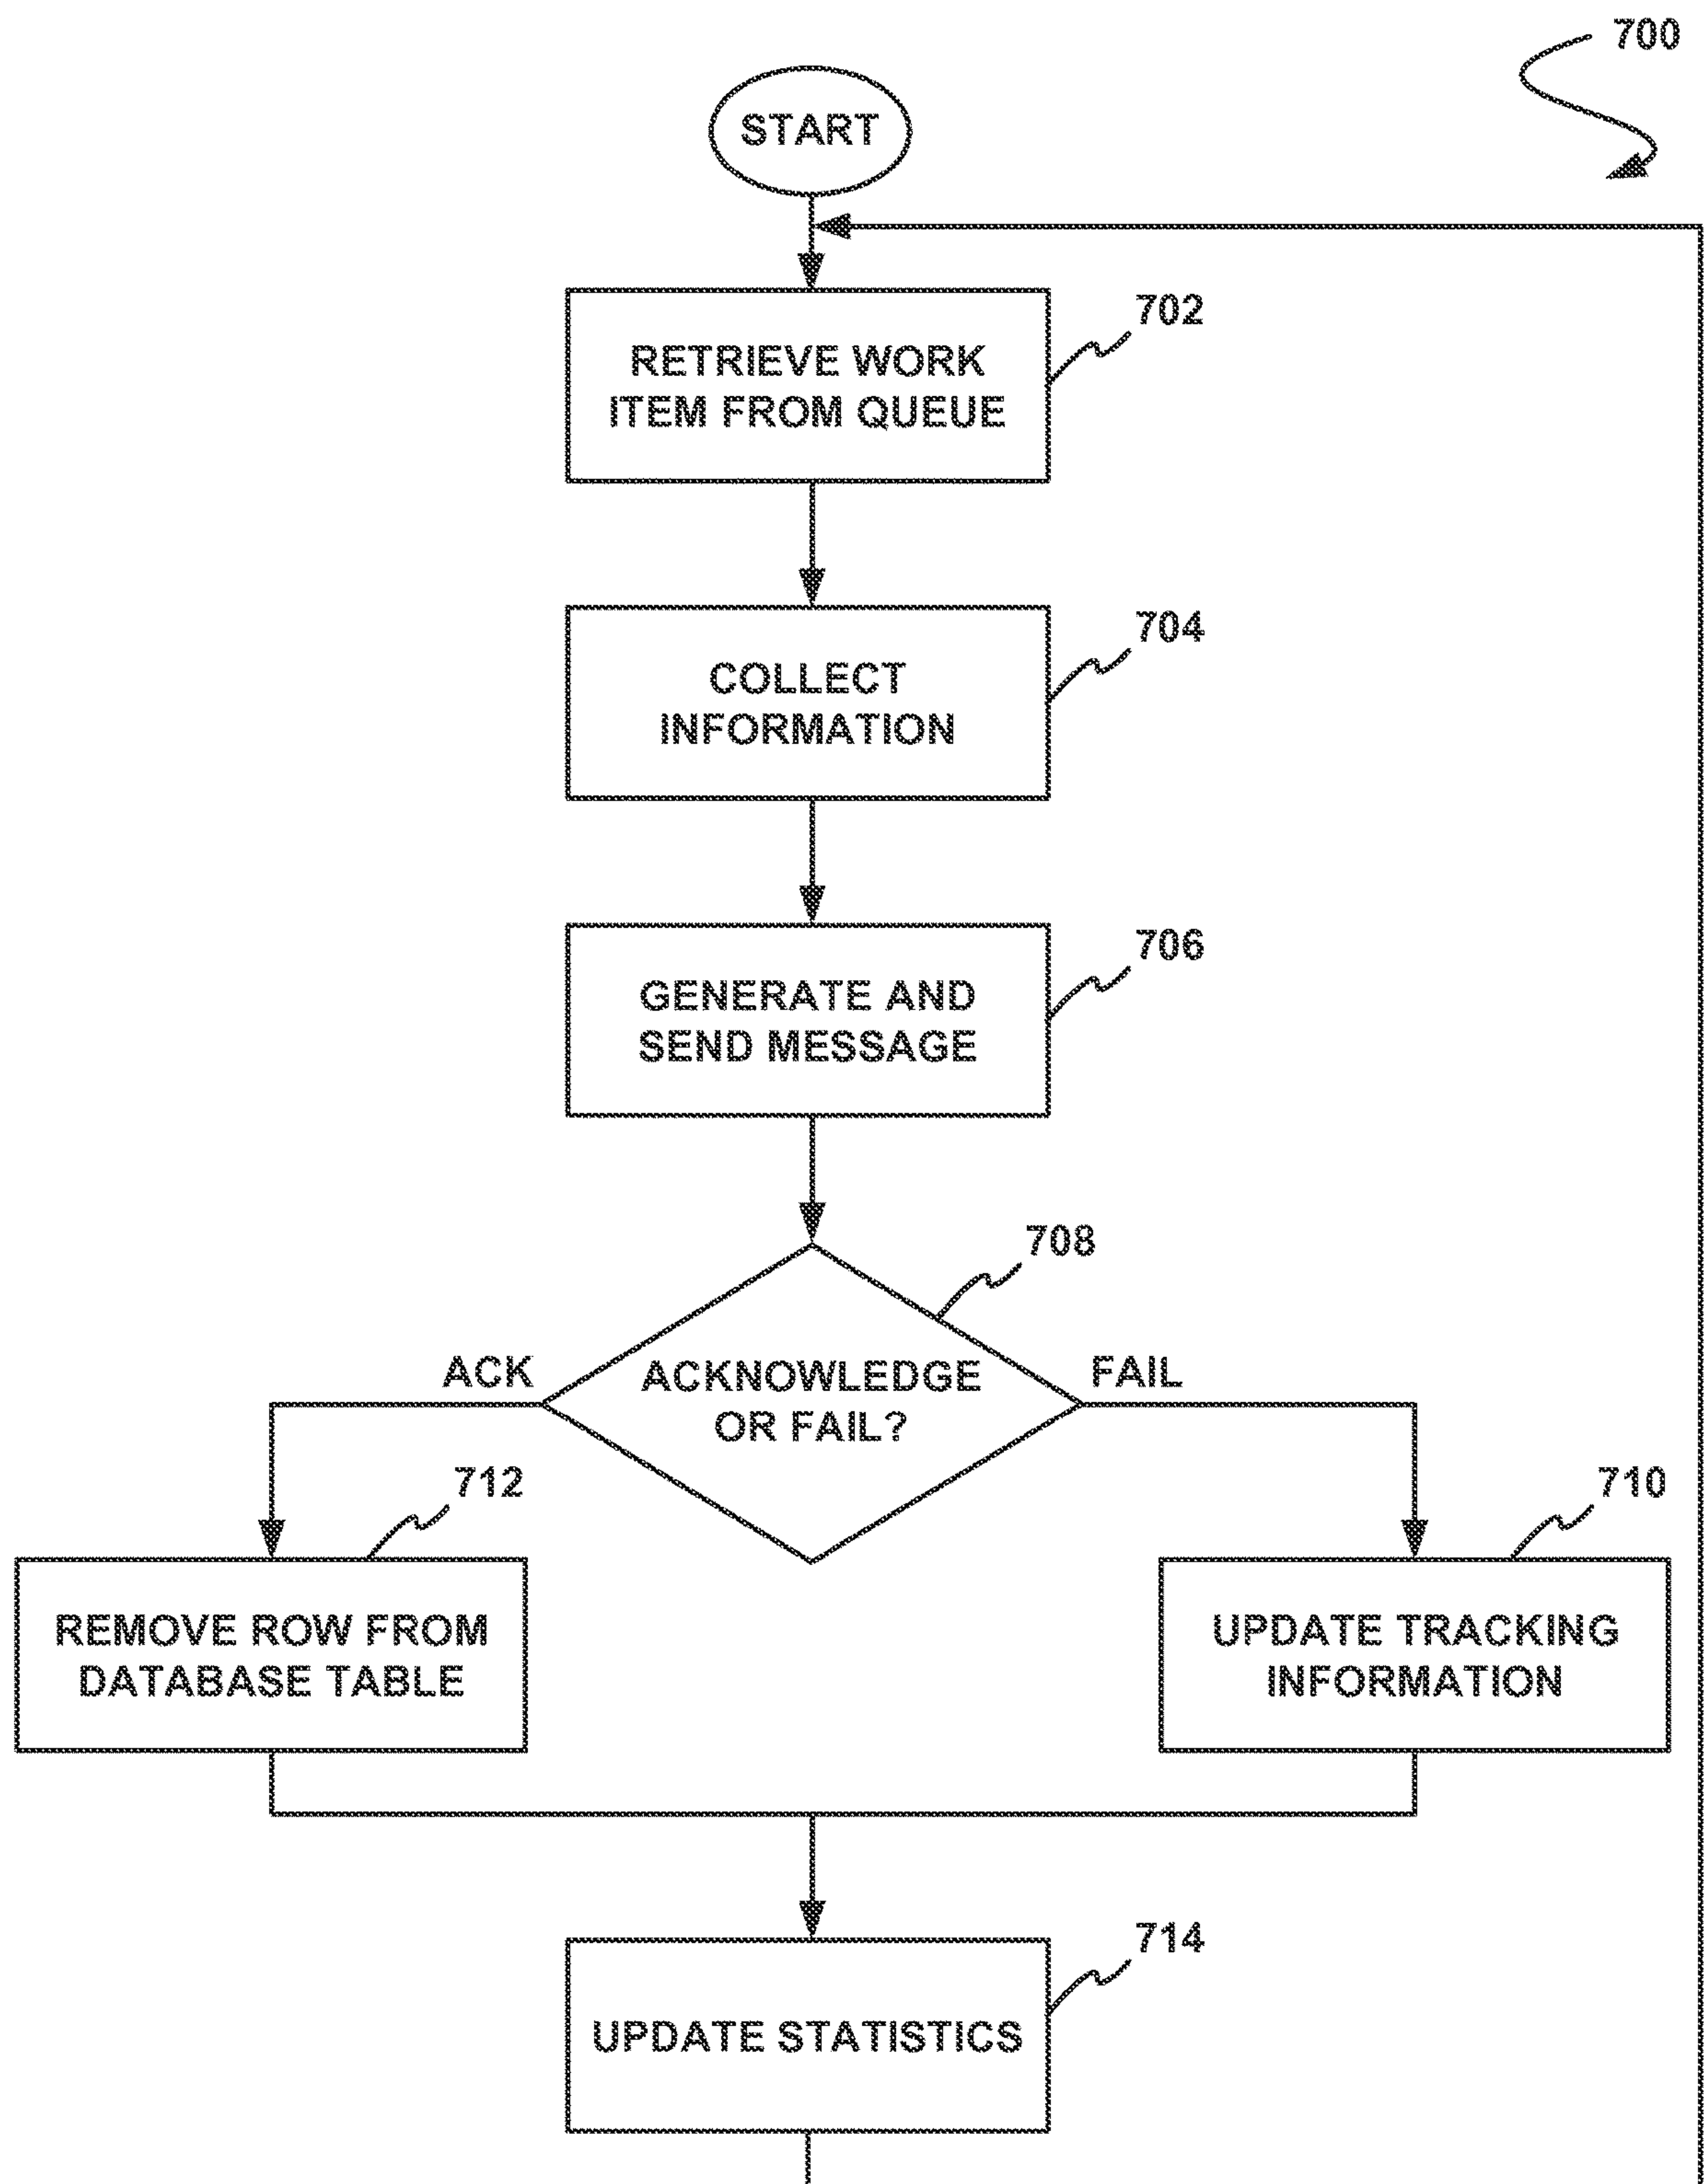 700
START
702
RETRIEVE WORK
ITEM FROM QUEUE
704
COLLECT
INFORMATION
706
GENERATE AND
SEND MESSAGE
708
ACKNOWLEDGE
OR FAIL?
ACK
FAIL
712
REMOVE ROW FROM
DATABASE TABLE
710
UPDATE TRACKING
INFORMATION
714
UPDATE STATISTICS